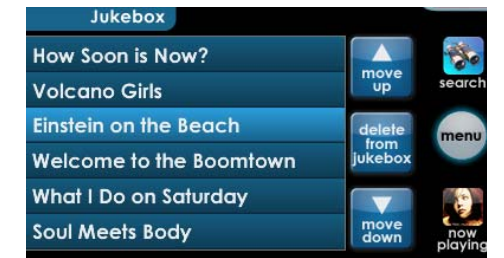 Jukebox
How Soon is Now?
Volcano Girls
Einstein on the Beach
Welcome to the Boomtown
What I Do on Saturday
Soul Meets Body
move
up
delete
from
jukebox
move
down
search
menu
now
playing